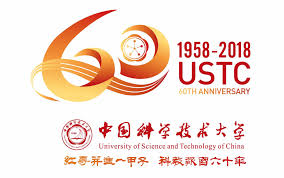 60
1958-2018
USTC
60TH ANNIVERSARY
中国科学技术大学
University of Science and Technology of China
红专并进一甲子 科教报国六十年